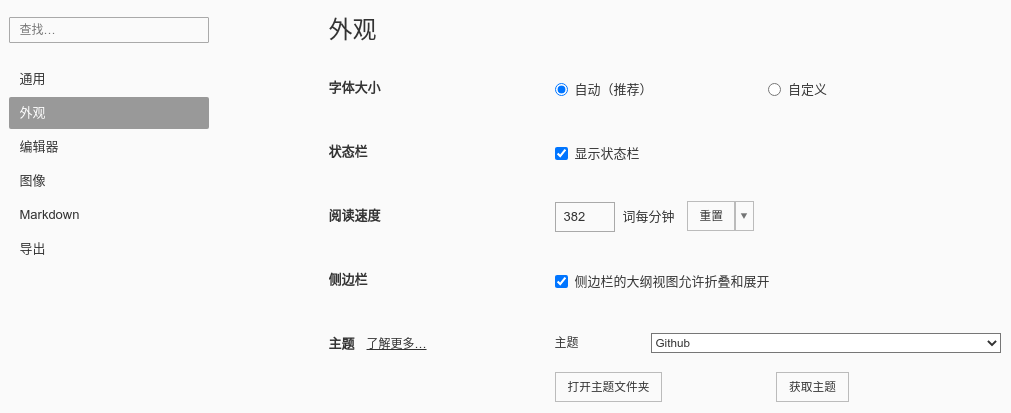 查找…
通用
外观
编辑器
图像
Markdown
导出
外观
字体大小 自动（推荐） 自定义
状态栏 显示状态栏
阅读速度 382 词每分钟 重置
侧边栏 侧边栏的大纲视图允许折叠和展开
主题 了解更多… 主题 Github
打开主题文件夹 获取主题